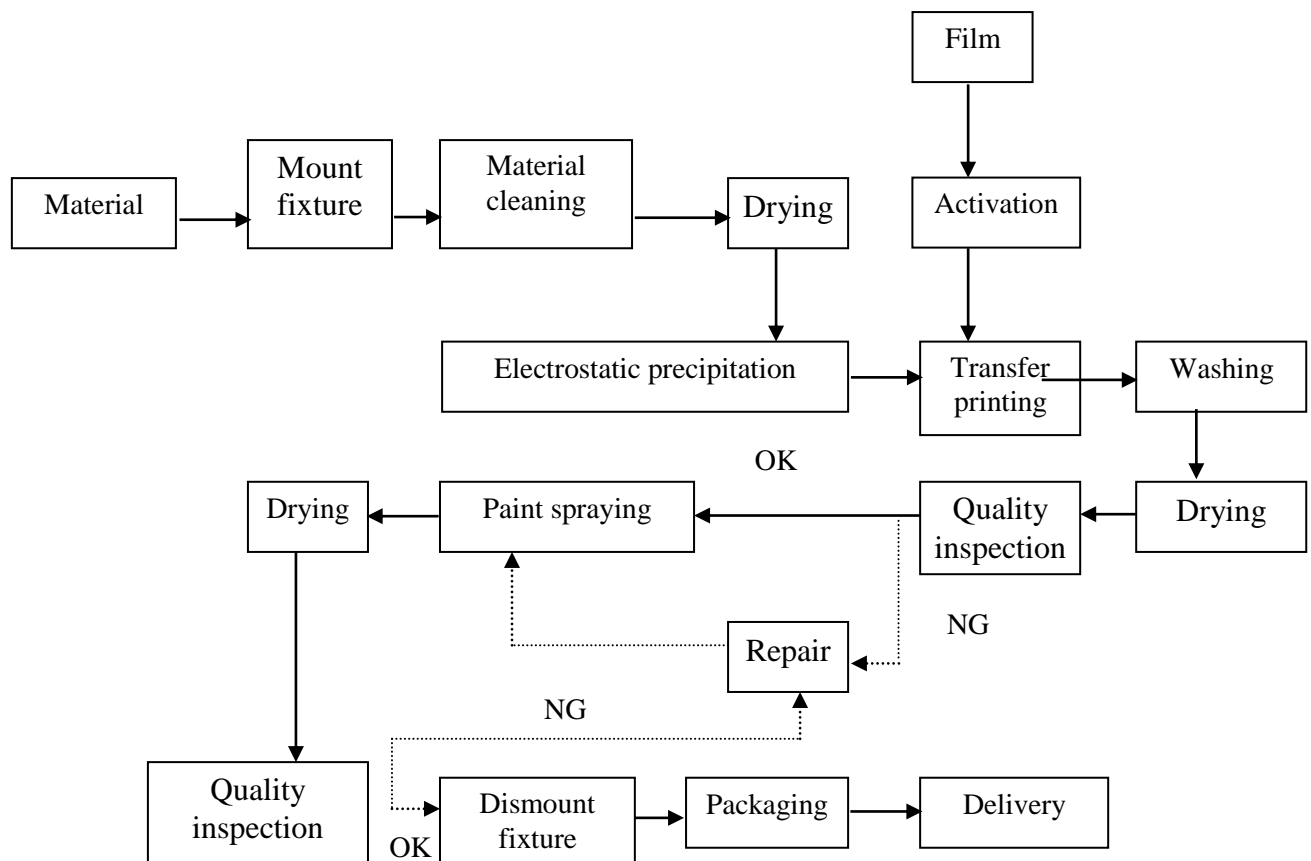 Film
Material
Mount
fixture
Material
cleaning
Drying
Activation
Electrostatic precipitation
Transfer
printing
Washing
OK
Drying
Paint spraying
Quality
inspection
Drying
NG
Repair
NG
Quality
inspection
OK
Dismount
fixture
Packaging
Delivery